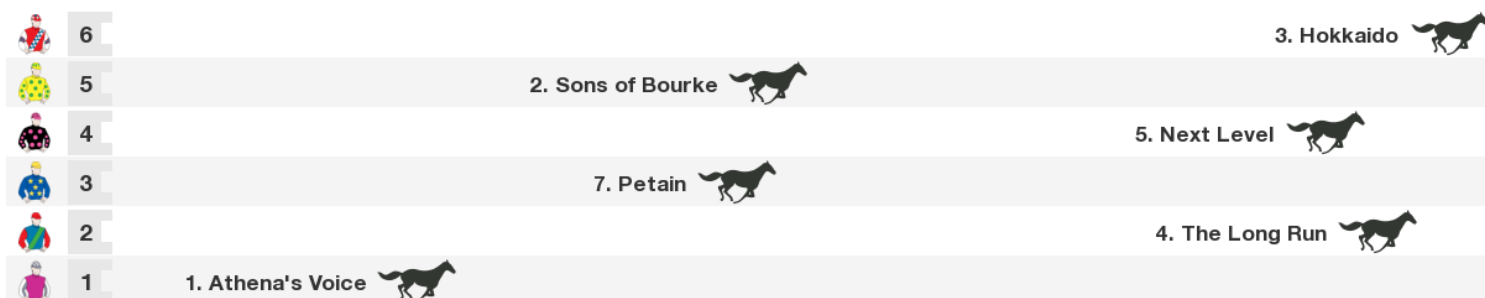 6 3. Hokkaido
5 2. Sons of Bourke
4 5. Next Level
3 7. Petain
2 4. The Long Run
1 1. Athena's Voice